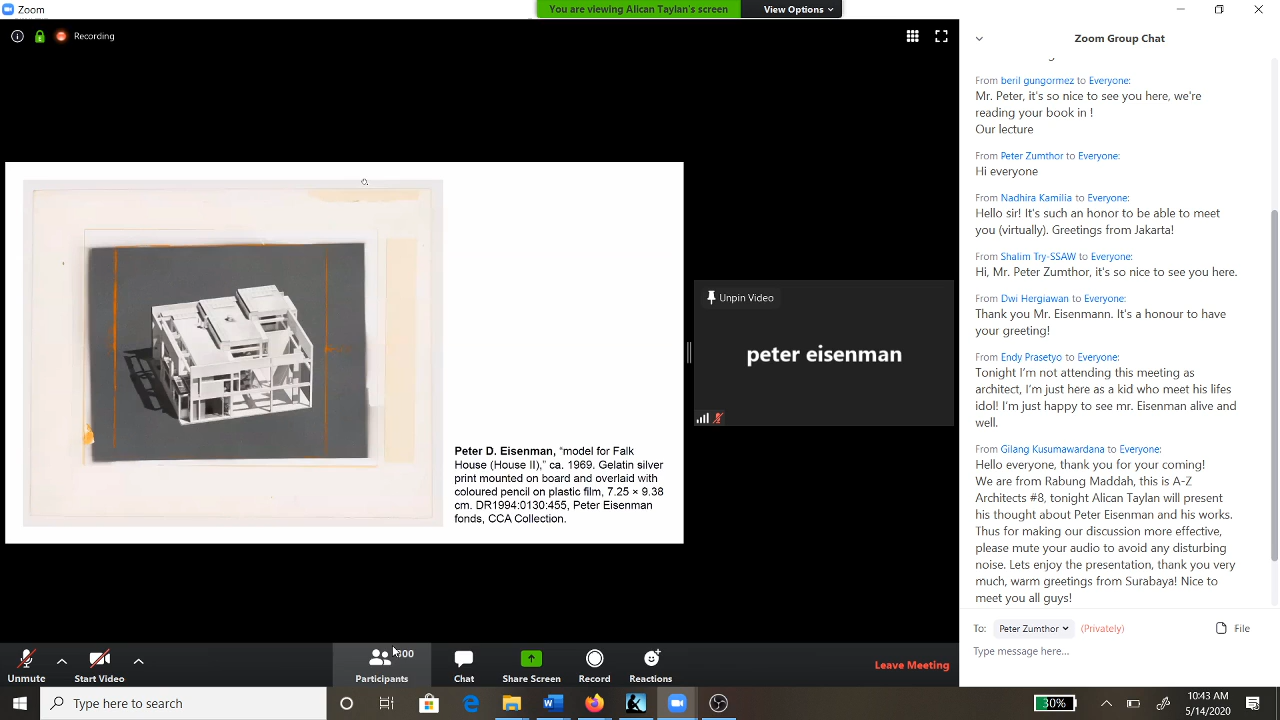 Zoom
You are viewing Alican Taylan's screen
View Options
Recording
Zoom Group Chat
From beril gungormez to Everyone:
Mr. Peter, it's so nice to see you here, we're
reading your book in !
Our lecture
From Peter Zumthor to Everyone:
Hi everyone
From Nadhira Kamilia to Everyone:
Hello sir! It's such an honor to be able to meet
you (virtually). Greetings from Jakarta!
From Shalim Try-SSAW to Everyone:
Hi, Mr. Peter Zumthor, it's so nice to see you here.
From Dwi Hergiawan to Everyone:
Thank you Mr. Eisenmann. It's a honour to have
your greeting!
From Endy Prasetyo to Everyone:
Tonight I'm not attending this meeting as
architect, I'm just here as a kid who meet his lifes
idol! I'm just happy to see mr. Eisenman alive and
well.
From Gilang Kusumawardana to Everyone:
Hello everyone, thank you for your coming!
We are from Rabung Maddah, this is A-Z
Architects #8, tonight Alican Taylan will present
his thought about Peter Eisenman and his works.
Thus for making our discussion more effective,
please mute your audio to avoid any disturbing
noise. Lets enjoy the presentation, thank you very
much, warm greetings from Surabaya! Nice to
meet you all guys!
To: Peter Zumthor (Privately) File
Type message here...
Unpin Video
peter eisenman
Peter D. Eisenman, "model for Falk
House (House II)," ca. 1969. Gelatin silver
print mounted on board and overlaid with
coloured pencil on plastic film, 7.25 × 9.38
cm. DR1994:0130:455, Peter Eisenman
fonds, CCA Collection.
Unmute
Start Video
Participants
Chat
Share Screen
Record
Reactions
Leave Meeting
Type here to search
30%
10:43 AM
5/14/2020